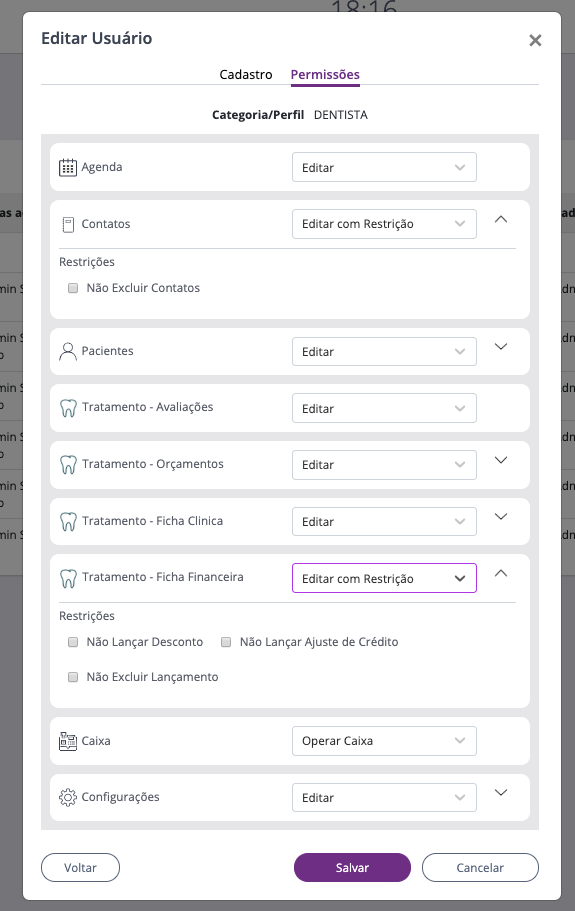 18:16
Editar Usuário
×
Cadastro Permissões
Categoria/Perfil DENTISTA
Agenda Editar
Contatos Editar com Restrição
Restrições
Não Excluir Contatos
Pacientes Editar
Tratamento - Avaliações Editar
Tratamento - Orçamentos Editar
Tratamento - Ficha Clinica Editar
Tratamento - Ficha Financeira Editar com Restrição
Restrições
Não Lançar Desconto Não Lançar Ajuste de Crédito
Não Excluir Lançamento
Caixa Operar Caixa
Configurações Editar
Voltar Salvar Cancelar